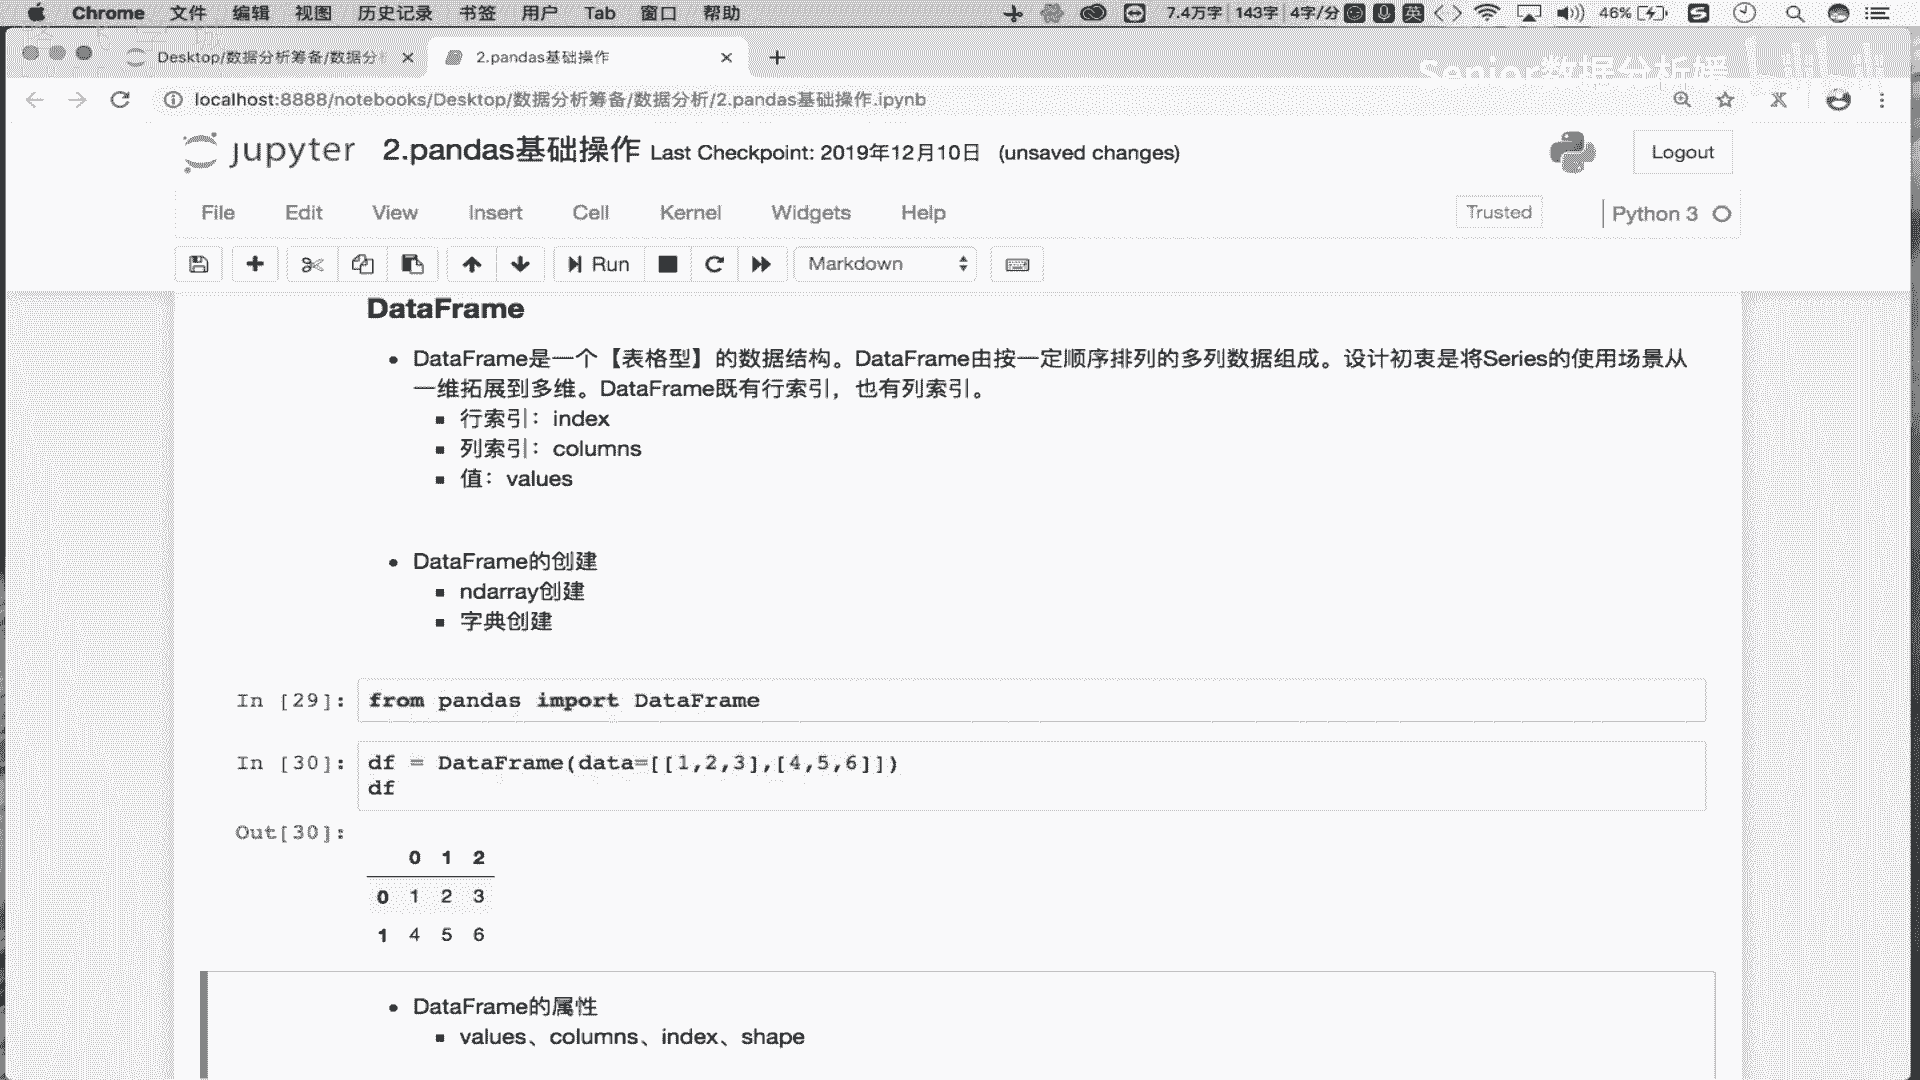 Chrome 文件 编辑 视图 历史记录 书签 用户 Tab 窗口 帮助 7.4万字 143字 4字/分 英 46%
Desktop/数据分析筹备/数据分 2.pandas基础操作
Senior数据分析媛 bilibili
localhost:8888/notebooks/Desktop/数据分析筹备/数据分析/2.pandas基础操作.ipynb
jupyter 2.pandas基础操作 Last Checkpoint: 2019年12月10日 (unsaved changes) Logout
File Edit View Insert Cell Kernel Widgets Help Trusted Python 3
Run Markdown
DataFrame
DataFrame是一个【表格型】的数据结构。DataFrame由按一定顺序排列的多列数据组成。设计初衷是将Series的使用场景从
一维拓展到多维。DataFrame既有行索引，也有列索引。
行索引：index
列索引：columns
值：values
DataFrame的创建
ndarray创建
字典创建
In [29]: from pandas import DataFrame
In [30]: df = DataFrame(data=[[1,2,3],[4,5,6]])
df
Out[30]:
0 1 2
0 1 2 3
1 4 5 6
DataFrame的属性
values、columns、index、shape